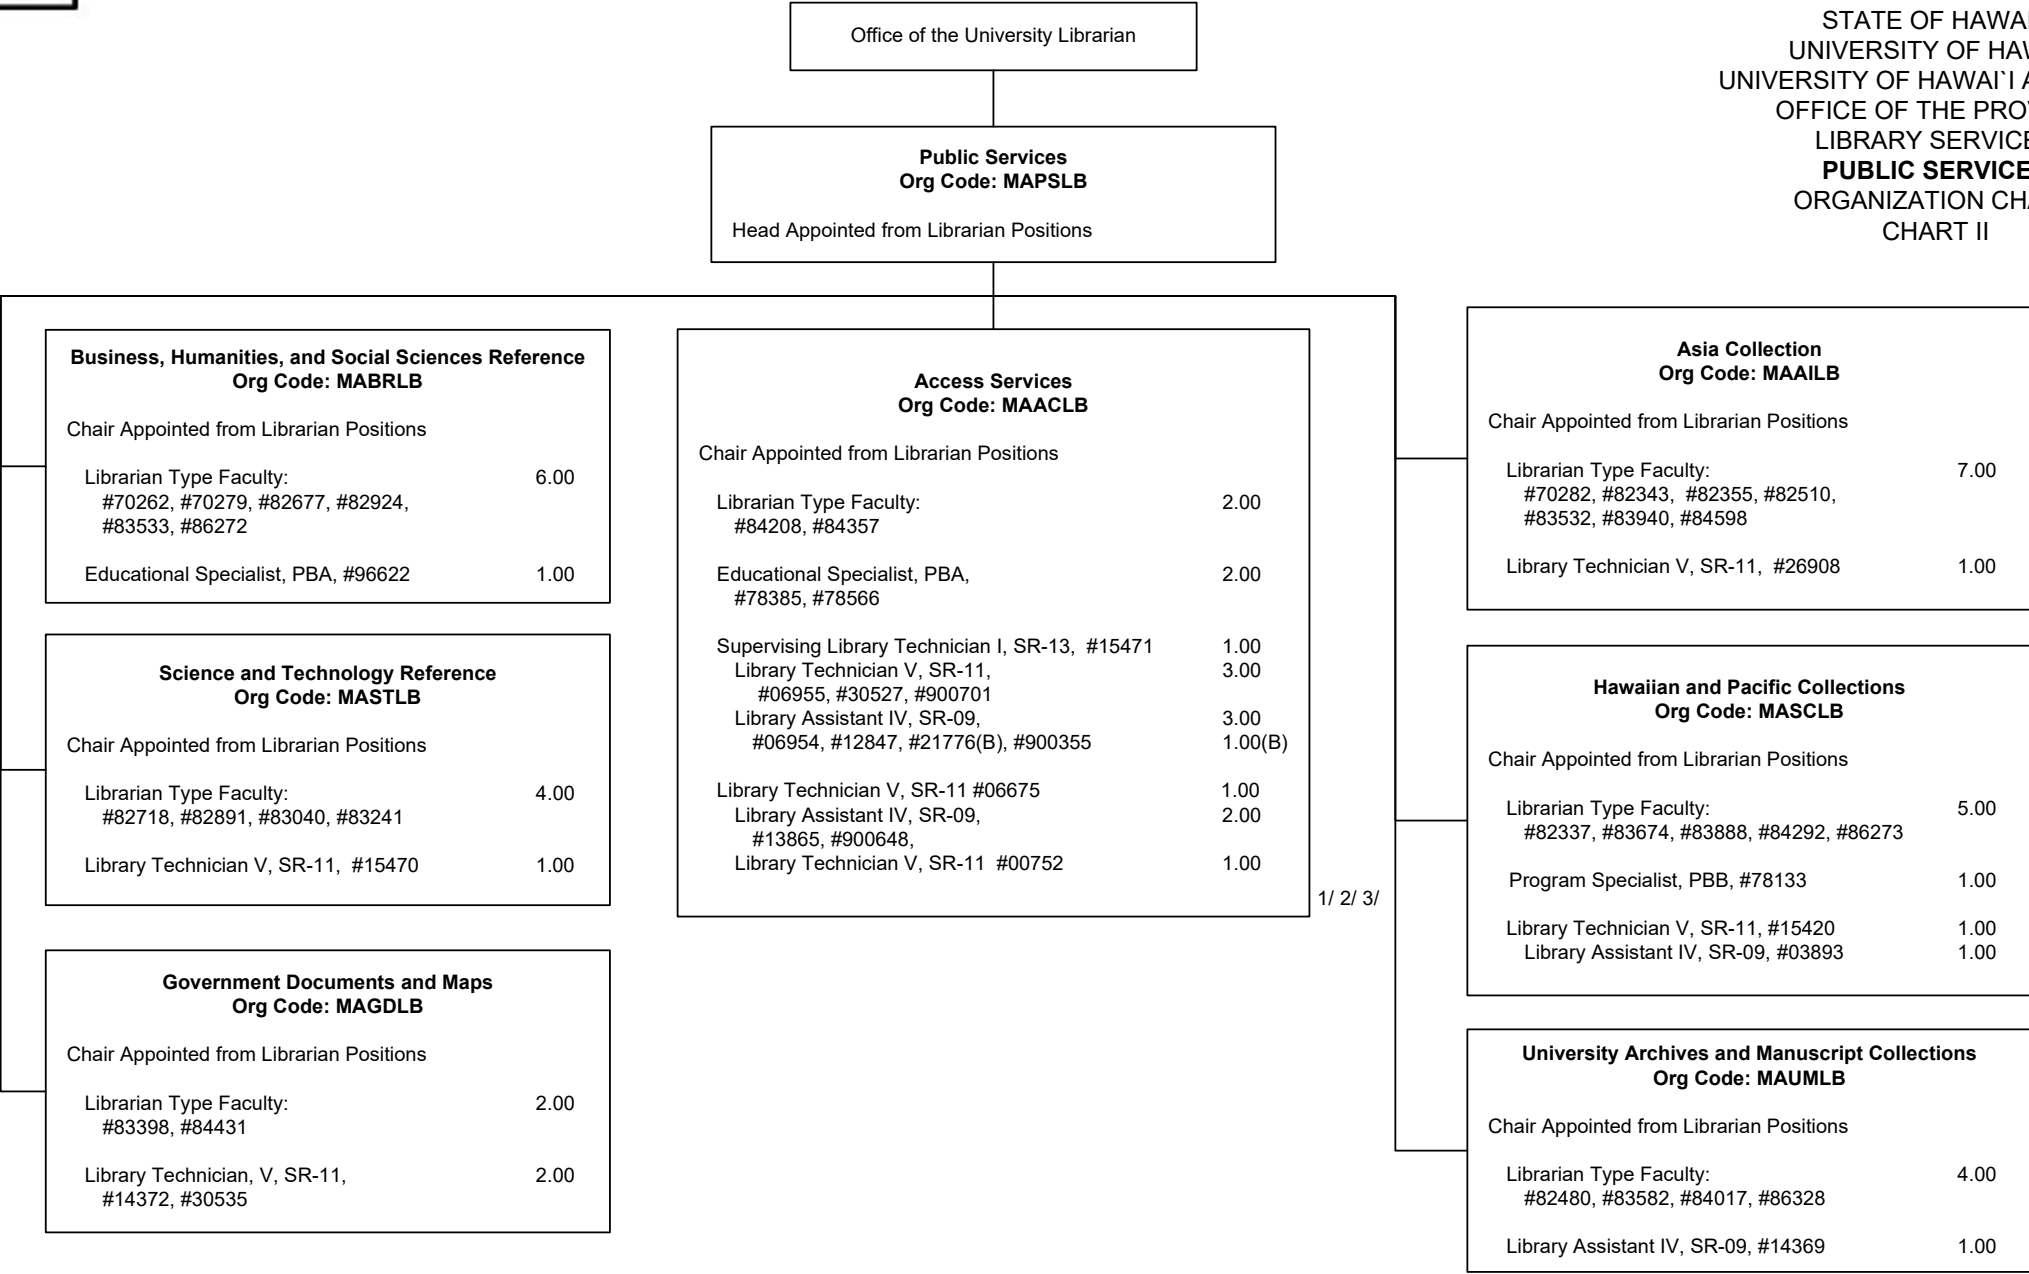 Office of the University Librarian
STATE OF HAWA
UNIVERSITY OF HA
UNIVERSITY OF HAWAI`I
OFFICE OF THE PRO
LIBRARY SERVICE
PUBLIC SERVICE
ORGANIZATION CH
CHART II
Public Services
Org Code: MAPSLB
Head Appointed from Librarian Positions
Business, Humanities, and Social Sciences Reference
Org Code: MABRLB
Chair Appointed from Librarian Positions
Librarian Type Faculty: 6.00
#70262, #70279, #82677, #82924,
#83533, #86272
Educational Specialist, PBA, #96622 1.00
Science and Technology Reference
Org Code: MASTLB
Chair Appointed from Librarian Positions
Librarian Type Faculty: 4.00
#82718, #82891, #83040, #83241
Library Technician V, SR-11, #15470 1.00
Government Documents and Maps
Org Code: MAGDLB
Chair Appointed from Librarian Positions
Librarian Type Faculty: 2.00
#83398, #84431
Library Technician, V, SR-11, 2.00
#14372, #30535
Access Services
Org Code: MAACLB
Chair Appointed from Librarian Positions
Librarian Type Faculty: 2.00
#84208, #84357
Educational Specialist, PBA, 2.00
#78385, #78566
Supervising Library Technician I, SR-13, #15471 1.00
Library Technician V, SR-11, 3.00
#06955, #30527, #900701
Library Assistant IV, SR-09, 3.00
#06954, #12847, #21776(B), #900355 1.00(B)
Library Technician V, SR-11 #06675 1.00
Library Assistant IV, SR-09, 2.00
#13865, #900648,
Library Technician V, SR-11 #00752 1.00
1/ 2/ 3/
Asia Collection
Org Code: MAAILB
Chair Appointed from Librarian Positions
Librarian Type Faculty: 7.00
#70282, #82343, #82355, #82510,
#83532, #83940, #84598
Library Technician V, SR-11, #26908 1.00
Hawaiian and Pacific Collections
Org Code: MASCLB
Chair Appointed from Librarian Positions
Librarian Type Faculty: 5.00
#82337, #83674, #83888, #84292, #86273
Program Specialist, PBB, #78133 1.00
Library Technician V, SR-11, #15420 1.00
Library Assistant IV, SR-09, #03893 1.00
University Archives and Manuscript Collections
Org Code: MAUMLB
Chair Appointed from Librarian Positions
Librarian Type Faculty: 4.00
#82480, #83582, #84017, #86328
Library Assistant IV, SR-09, #14369 1.00